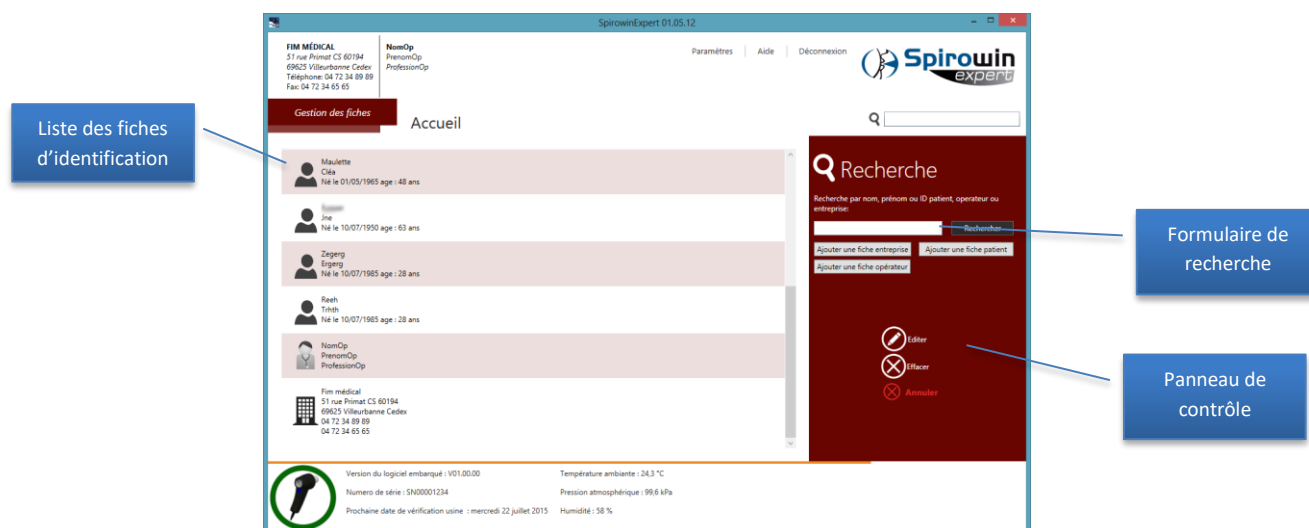 SpirowinExpert 01.05.12
FIM MÉDICAL
51 rue Primat CS 60194
69625 Villeurbanne Cedex
Téléphone: 04 72 34 89 89
Fax: 04 72 34 65 65
NomOp
PrenomOp
ProfessionOp
Paramètres
Aide
Déconnexion
Spirowin
expert
Gestion des fiches
Accueil
Liste des fiches
d’identification
Maulette
Cléa
Né le 01/05/1965 age : 48 ans
Jne
Né le 10/07/1950 age : 63 ans
Zegerg
Ergerg
Né le 10/07/1985 age : 28 ans
Reeh
Trhth
Né le 10/07/1985 age : 28 ans
NomOp
PrenomOp
ProfessionOp
Fim médical
51 rue Primat CS 60194
69625 Villeurbanne Cedex
04 72 34 89 89
04 72 34 65 65
Recherche
Recherche par nom, prénom ou ID patient, operateur ou
entreprise:
Rechercher
Ajouter une fiche entreprise
Ajouter une fiche patient
Ajouter une fiche opérateur
Editer
Effacer
Annuler
Formulaire de
recherche
Panneau de
contrôle
Version du logiciel embarqué : V01.00.00
Numero de série : SN00001234
Prochaine date de vérification usine : mercredi 22 juillet 2015
Température ambiante : 24,3 °C
Pression atmosphérique : 99,6 kPa
Humidité : 58 %